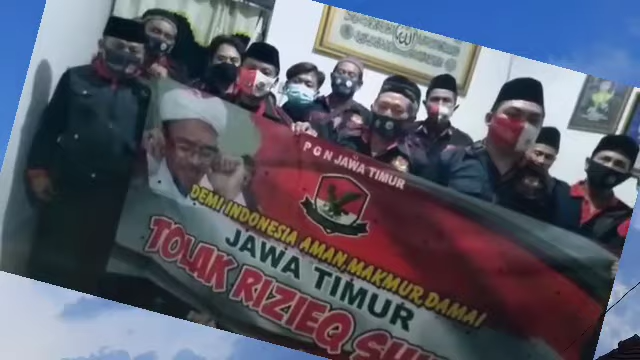 P G N JAWA TIMUR
DEMI INDONESIA AMAN, MAKMUR, DAMAI
JAWA TIMUR
TOLAK RIZIEQ